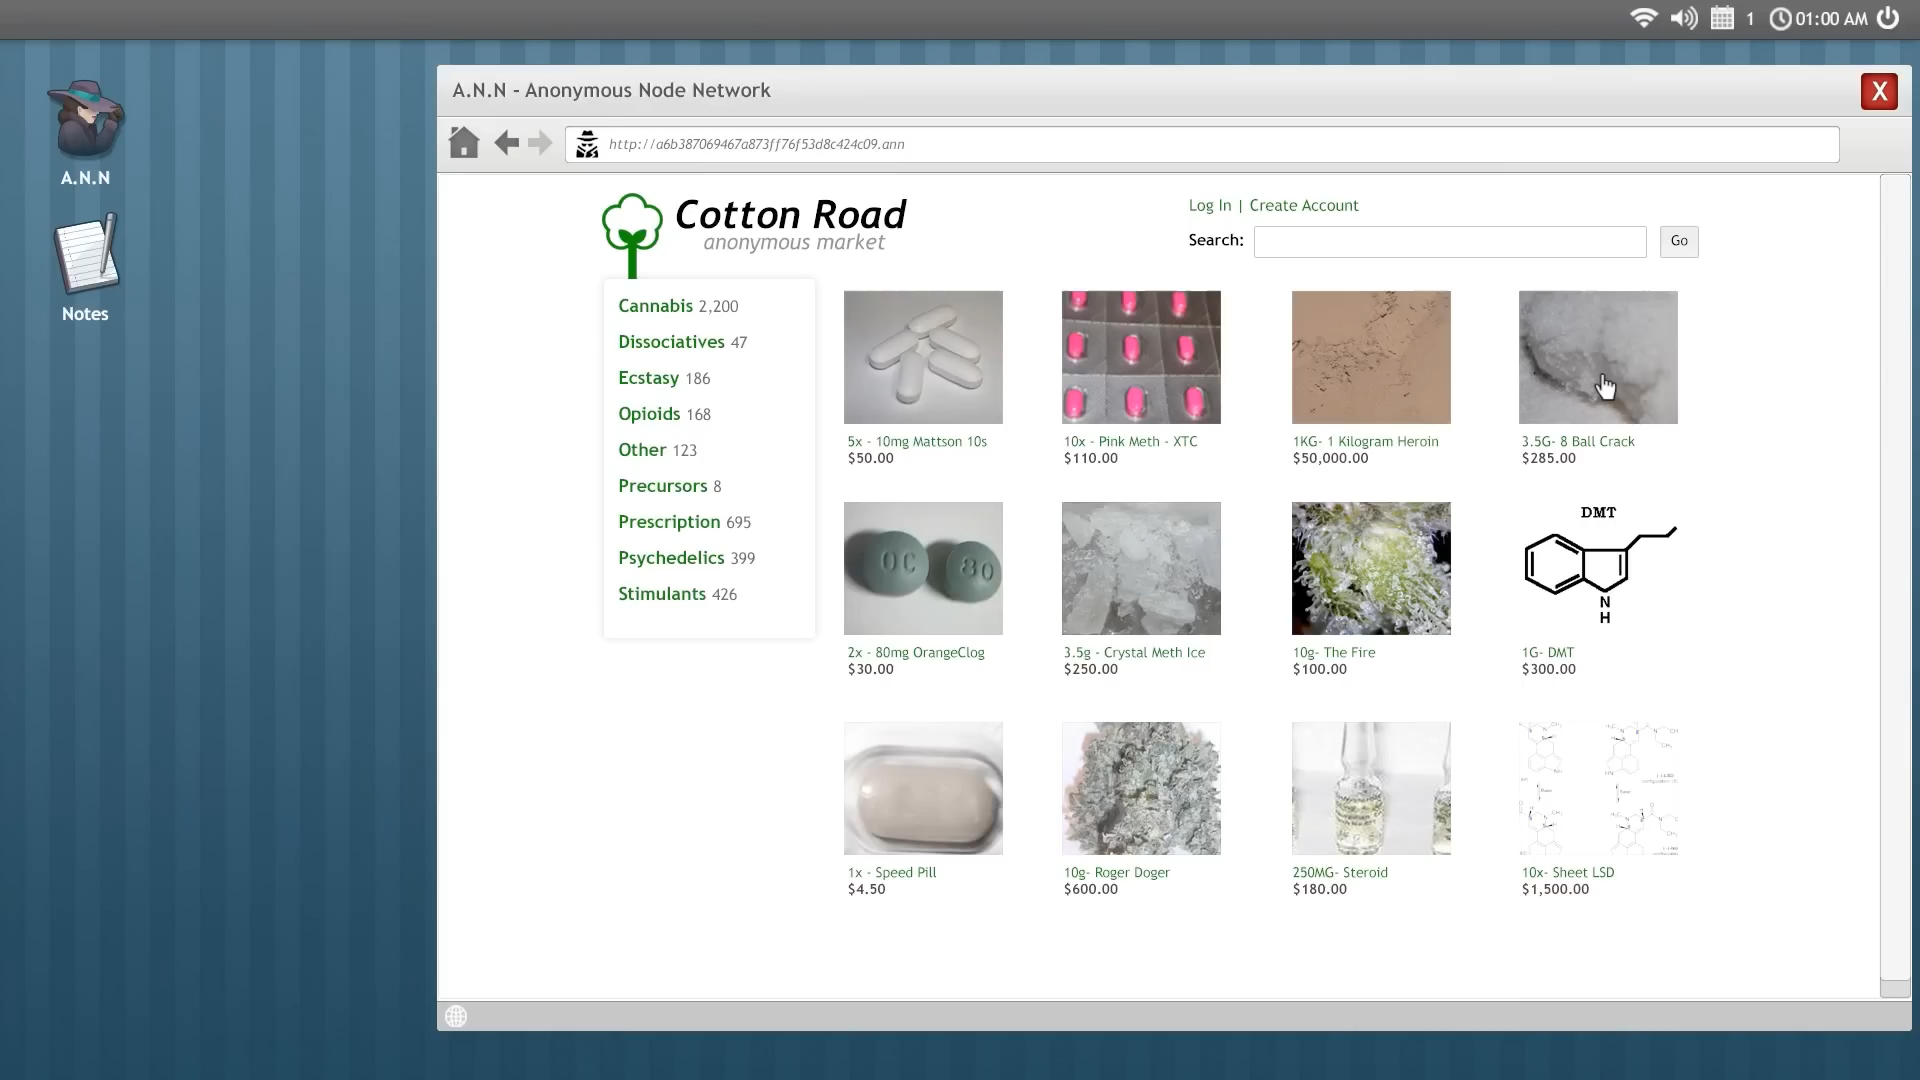 1 01:00 AM
A.N.N
Notes
A.N.N - Anonymous Node Network
X
http://a6b387069467a873ff76f53d8c424c09.ann
Cotton Road
anonymous market
Log In | Create Account
Search: Go
Cannabis 2,200
Dissociatives 47
Ecstasy 186
Opioids 168
Other 123
Precursors 8
Prescription 695
Psychedelics 399
Stimulants 426
5x - 10mg Mattson 10s
$50.00
10x - Pink Meth - XTC
$110.00
1KG- 1 Kilogram Heroin
$50,000.00
3.5G- 8 Ball Crack
$285.00
OC 80
2x - 80mg OrangeClog
$30.00
3.5g - Crystal Meth Ice
$250.00
10g- The Fire
$100.00
DMT
N
H
1G- DMT
$300.00
1x - Speed Pill
$4.50
10g- Roger Doger
$600.00
250MG- Steroid
$180.00
10x- Sheet LSD
$1,500.00